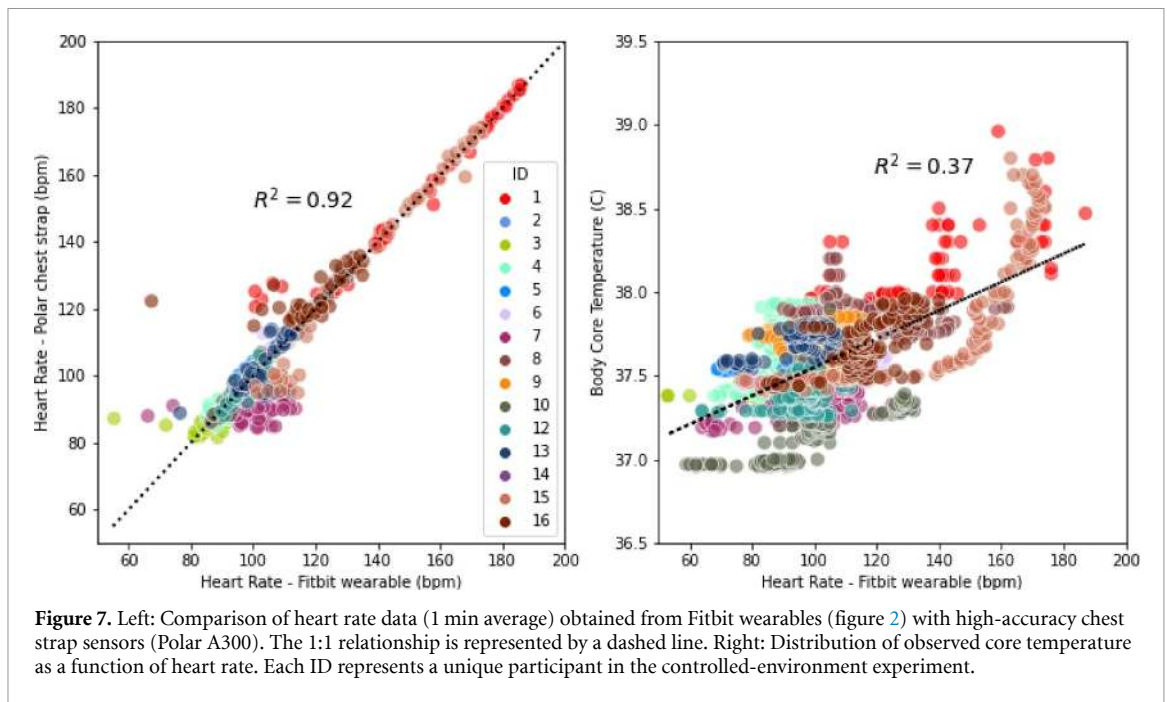 200
180
160
140
120
100
80
60
Heart Rate - Polar chest strap (bpm)
R² = 0.92
ID
1
2
3
4
5
6
7
8
9
10
12
13
14
15
16
60 80 100 120 140 160 180 200
Heart Rate - Fitbit wearable (bpm)
39.5
39.0
38.5
38.0
37.5
37.0
36.5
Body Core Temperature (C)
R² = 0.37
60 80 100 120 140 160 180 200
Heart Rate - Fitbit wearable (bpm)
Figure 7. Left: Comparison of heart rate data (1 min average) obtained from Fitbit wearables (figure 2) with high-accuracy chest
strap sensors (Polar A300). The 1:1 relationship is represented by a dashed line. Right: Distribution of observed core temperature
as a function of heart rate. Each ID represents a unique participant in the controlled-environment experiment.